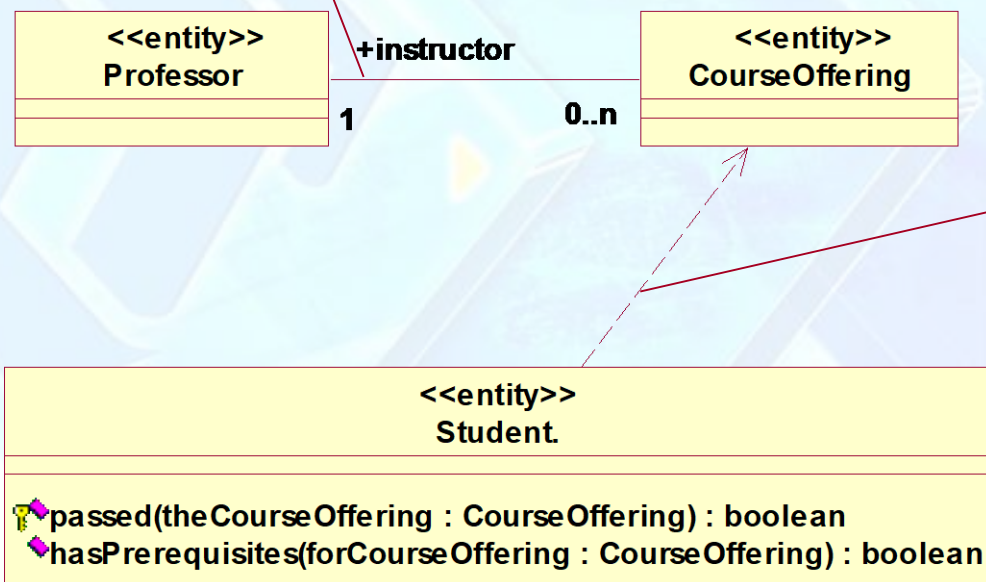 <<entity>>
Professor
+instructor
1
0..n
<<entity>>
CourseOffering
<<entity>>
Student.
passed(theCourseOffering : CourseOffering) : boolean
hasPrerequisites(forCourseOffering : CourseOffering) : boolean